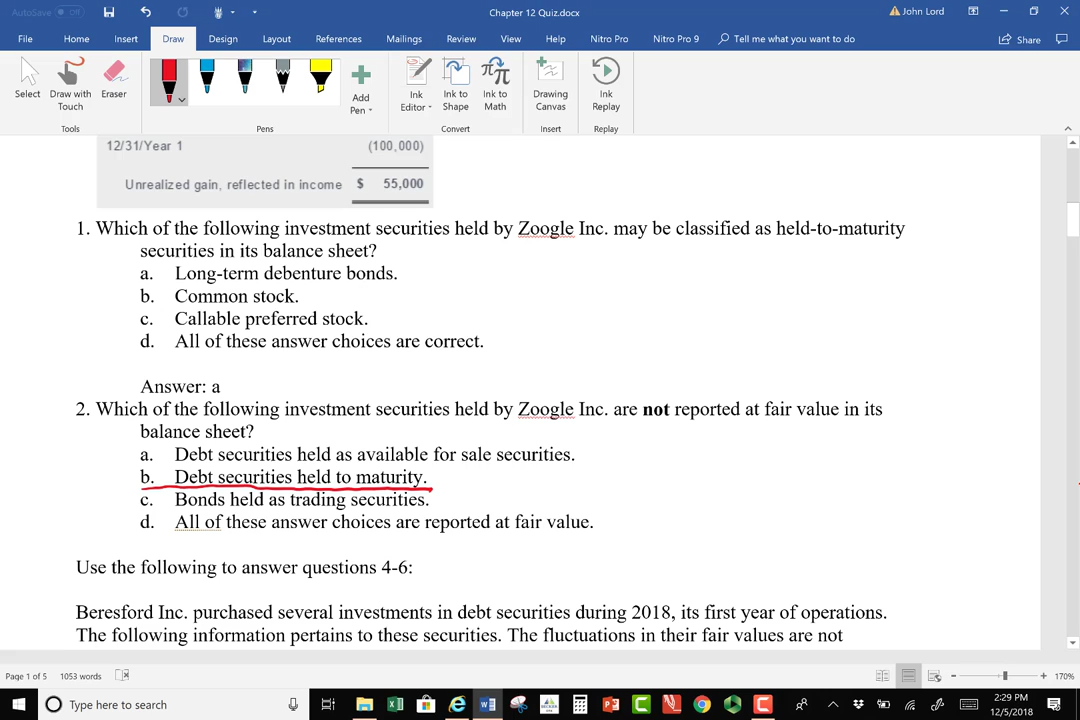 AutoSave Off
Chapter 12 Quiz.docx
John Lord
File Home Insert Draw Design Layout References Mailings Review View Help Nitro Pro Nitro Pro 9 Tell me what you want to do Share
Select
Draw with Touch
Eraser
Add Pen
Ink Editor
Ink to Shape
Ink to Math
Drawing Canvas
Ink Replay
Tools Pens Convert Insert Replay
12/31/Year 1 (100,000)
Unrealized gain, reflected in income $ 55,000
1. Which of the following investment securities held by Zoogle Inc. may be classified as held-to-maturity
securities in its balance sheet?
a. Long-term debenture bonds.
b. Common stock.
c. Callable preferred stock.
d. All of these answer choices are correct.
Answer: a
2. Which of the following investment securities held by Zoogle Inc. are not reported at fair value in its
balance sheet?
a. Debt securities held as available for sale securities.
b. Debt securities held to maturity.
c. Bonds held as trading securities.
d. All of these answer choices are reported at fair value.
Use the following to answer questions 4-6:
Beresford Inc. purchased several investments in debt securities during 2018, its first year of operations.
The following information pertains to these securities. The fluctuations in their fair values are not
Page 1 of 5 1053 words 170%
Type here to search
2:29 PM
12/5/2018